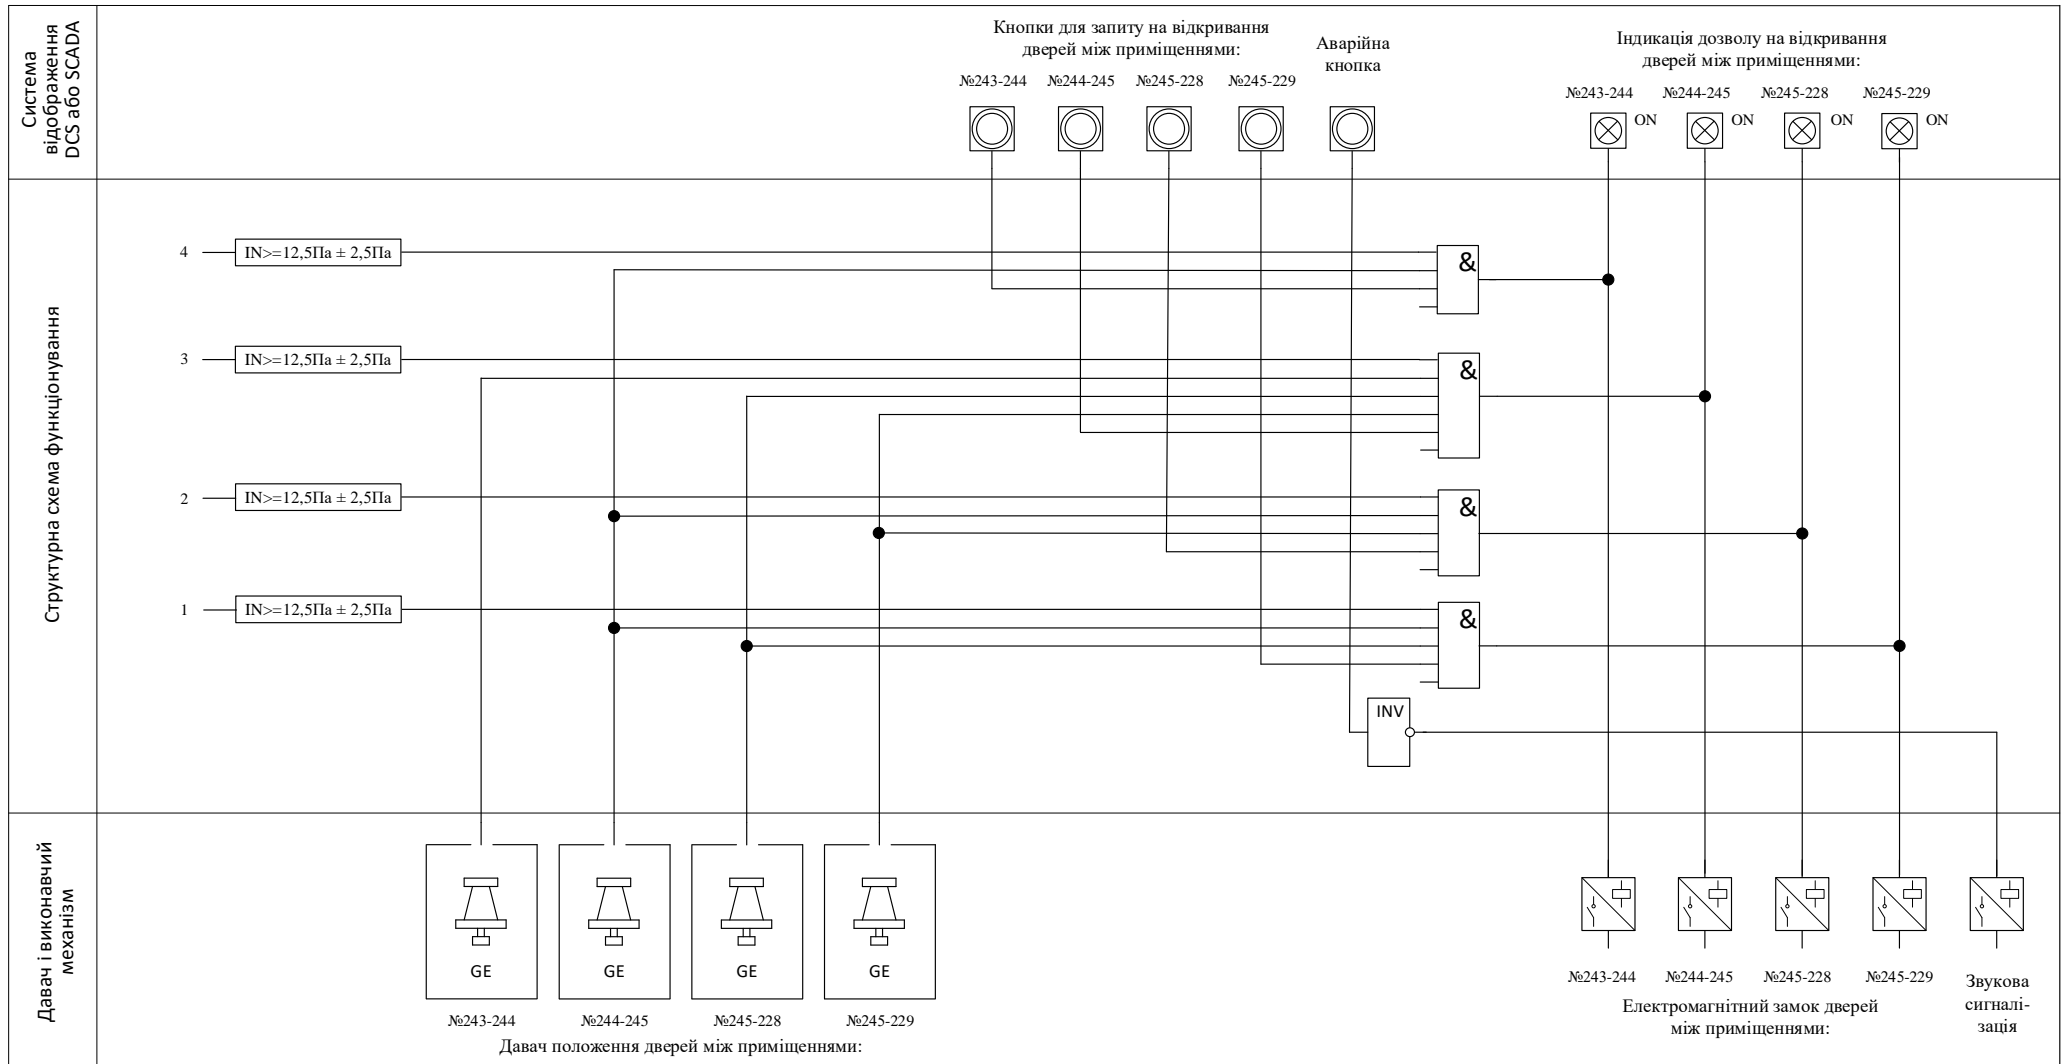 Система
відображення
DCS або SCADA
Кнопки для запиту на відкривання
дверей між приміщеннями:
№243-244
№244-245
№245-228
№245-229
Аварійна
кнопка
Індикація дозволу на відкривання
дверей між приміщеннями:
№243-244
№244-245
№245-228
№245-229
ON
ON
ON
ON
Структурна схема функціонування
4
IN>=12,5Па ± 2,5Па
&
3
IN>=12,5Па ± 2,5Па
&
2
IN>=12,5Па ± 2,5Па
&
1
IN>=12,5Па ± 2,5Па
&
INV
Давач і виконавчий
механізм
GE
GE
GE
GE
№243-244
№244-245
№245-228
№245-229
Давач положення дверей між приміщеннями:
№243-244
№244-245
№245-228
№245-229
Електромагнітний замок дверей
між приміщеннями:
Звукова
сигналі-
зація